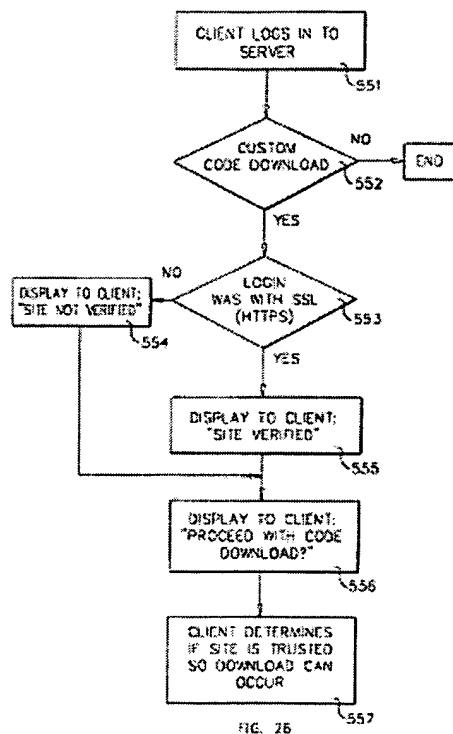 CLIENT LOGS IN TO
SERVER
551
CUSTOM
CODE DOWNLOAD
552
NO
END
YES
LOGIN
WAS WITH SSL
(HTTPS)
553
NO
DISPLAY TO CLIENT;
"SITE NOT VERIFIED"
554
YES
DISPLAY TO CLIENT;
"SITE VERIFIED"
555
DISPLAY TO CLIENT;
"PROCEED WITH CODE
DOWNLOAD?"
556
CLIENT DETERMINES
IF SITE IS TRUSTED
SO DOWNLOAD CAN
OCCUR
557
FIG. 26